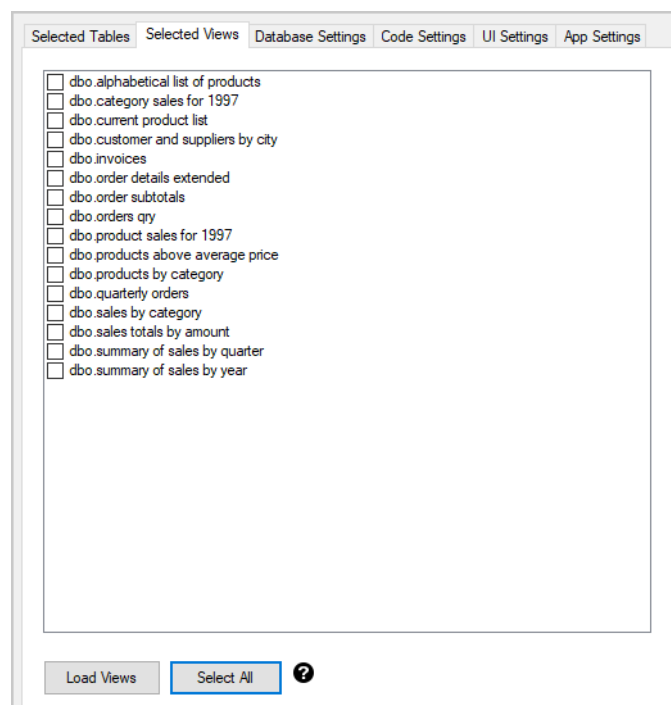 Selected Tables Selected Views Database Settings Code Settings UI Settings App Settings
dbo.alphabetical list of products
dbo.category sales for 1997
dbo.current product list
dbo.customer and suppliers by city
dbo.invoices
dbo.order details extended
dbo.order subtotals
dbo.orders qry
dbo.product sales for 1997
dbo.products above average price
dbo.products by category
dbo.quarterly orders
dbo.sales by category
dbo.sales totals by amount
dbo.summary of sales by quarter
dbo.summary of sales by year
Load Views Select All ?